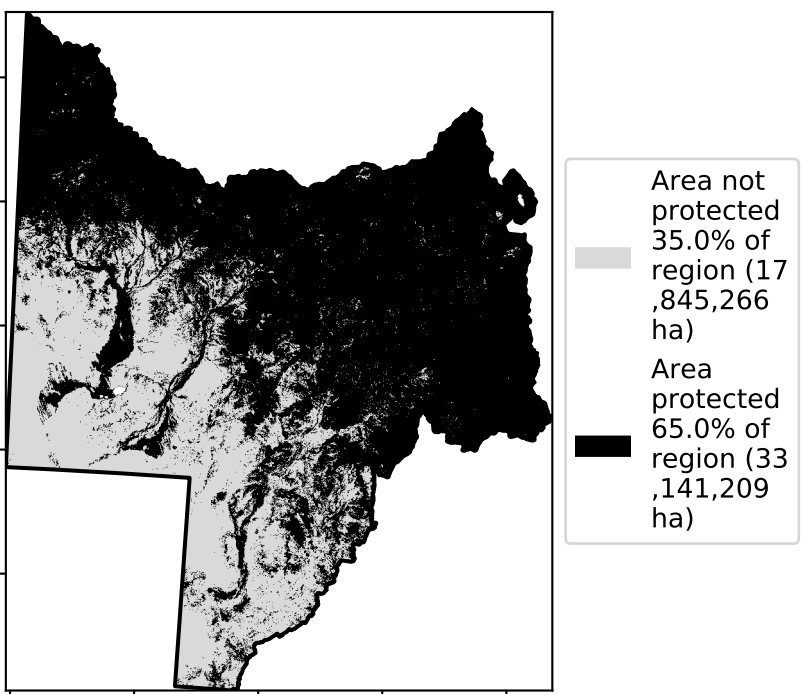 Area not
protected
35.0% of
region (17
,845,266
ha)
Area
protected
65.0% of
region (33
,141,209
ha)